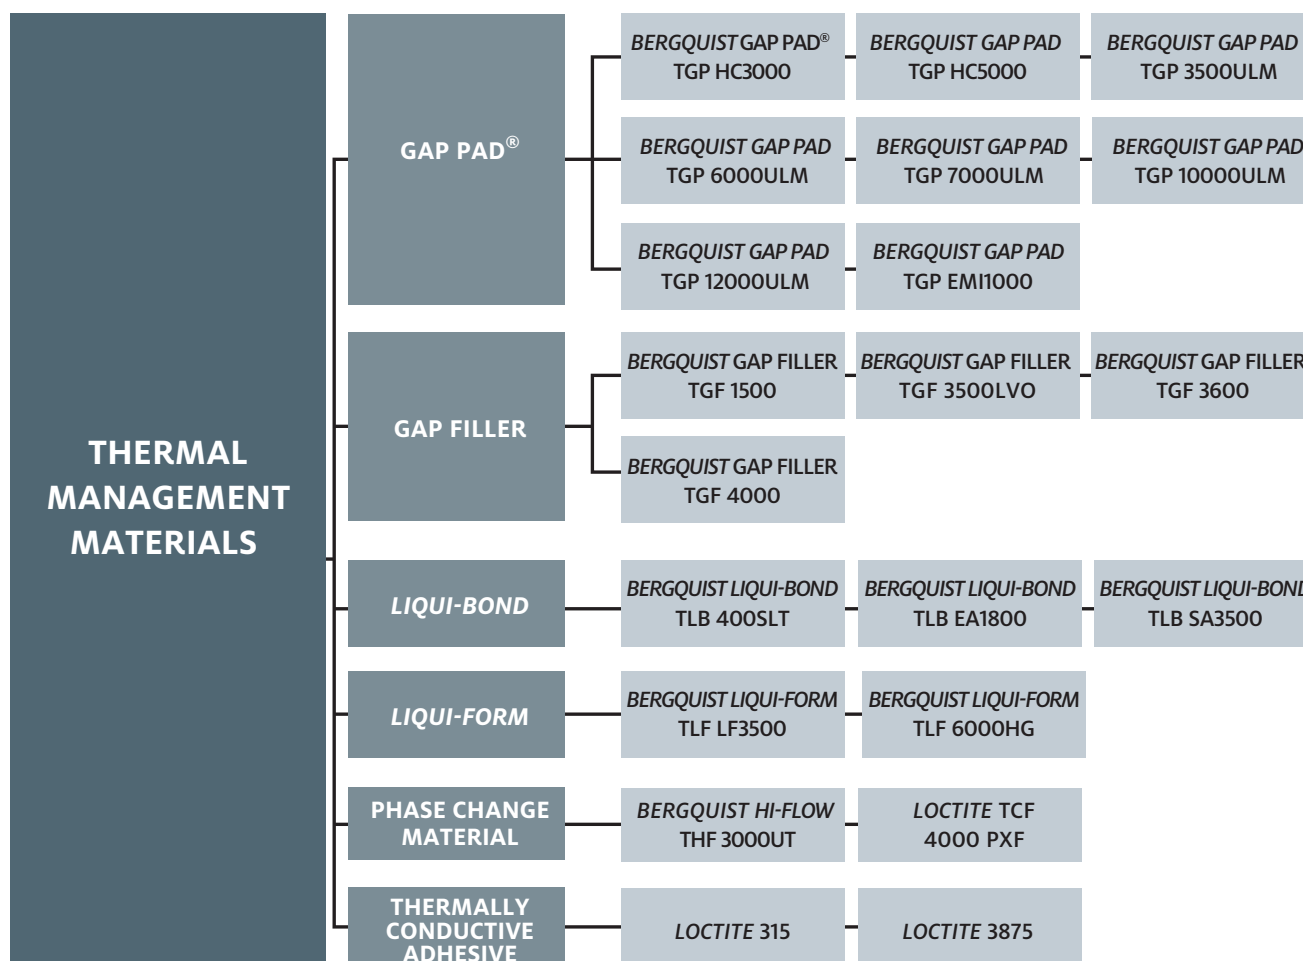 THERMAL
MANAGEMENT
MATERIALS
GAP PAD®
BERGQUIST GAP PAD®
TGP HC3000
BERGQUIST GAP PAD
TGP HC5000
BERGQUIST GAP PAD
TGP 3500ULM
BERGQUIST GAP PAD
TGP 6000ULM
BERGQUIST GAP PAD
TGP 7000ULM
BERGQUIST GAP PAD
TGP 10000ULM
BERGQUIST GAP PAD
TGP 12000ULM
BERGQUIST GAP PAD
TGP EMI1000
GAP FILLER
BERGQUIST GAP FILLER
TGF 1500
BERGQUIST GAP FILLER
TGF 3500LVO
BERGQUIST GAP FILLER
TGF 3600
BERGQUIST GAP FILLER
TGF 4000
LIQUI-BOND
BERGQUIST LIQUI-BOND
TLB 400SLT
BERGQUIST LIQUI-BOND
TLB EA1800
BERGQUIST LIQUI-BOND
TLB SA3500
LIQUI-FORM
BERGQUIST LIQUI-FORM
TLF LF3500
BERGQUIST LIQUI-FORM
TLF 6000HG
PHASE CHANGE
MATERIAL
BERGQUIST HI-FLOW
THF 3000UT
LOCTITE TCF
4000 PXF
THERMALLY
CONDUCTIVE
ADHESIVE
LOCTITE 315
LOCTITE 3875